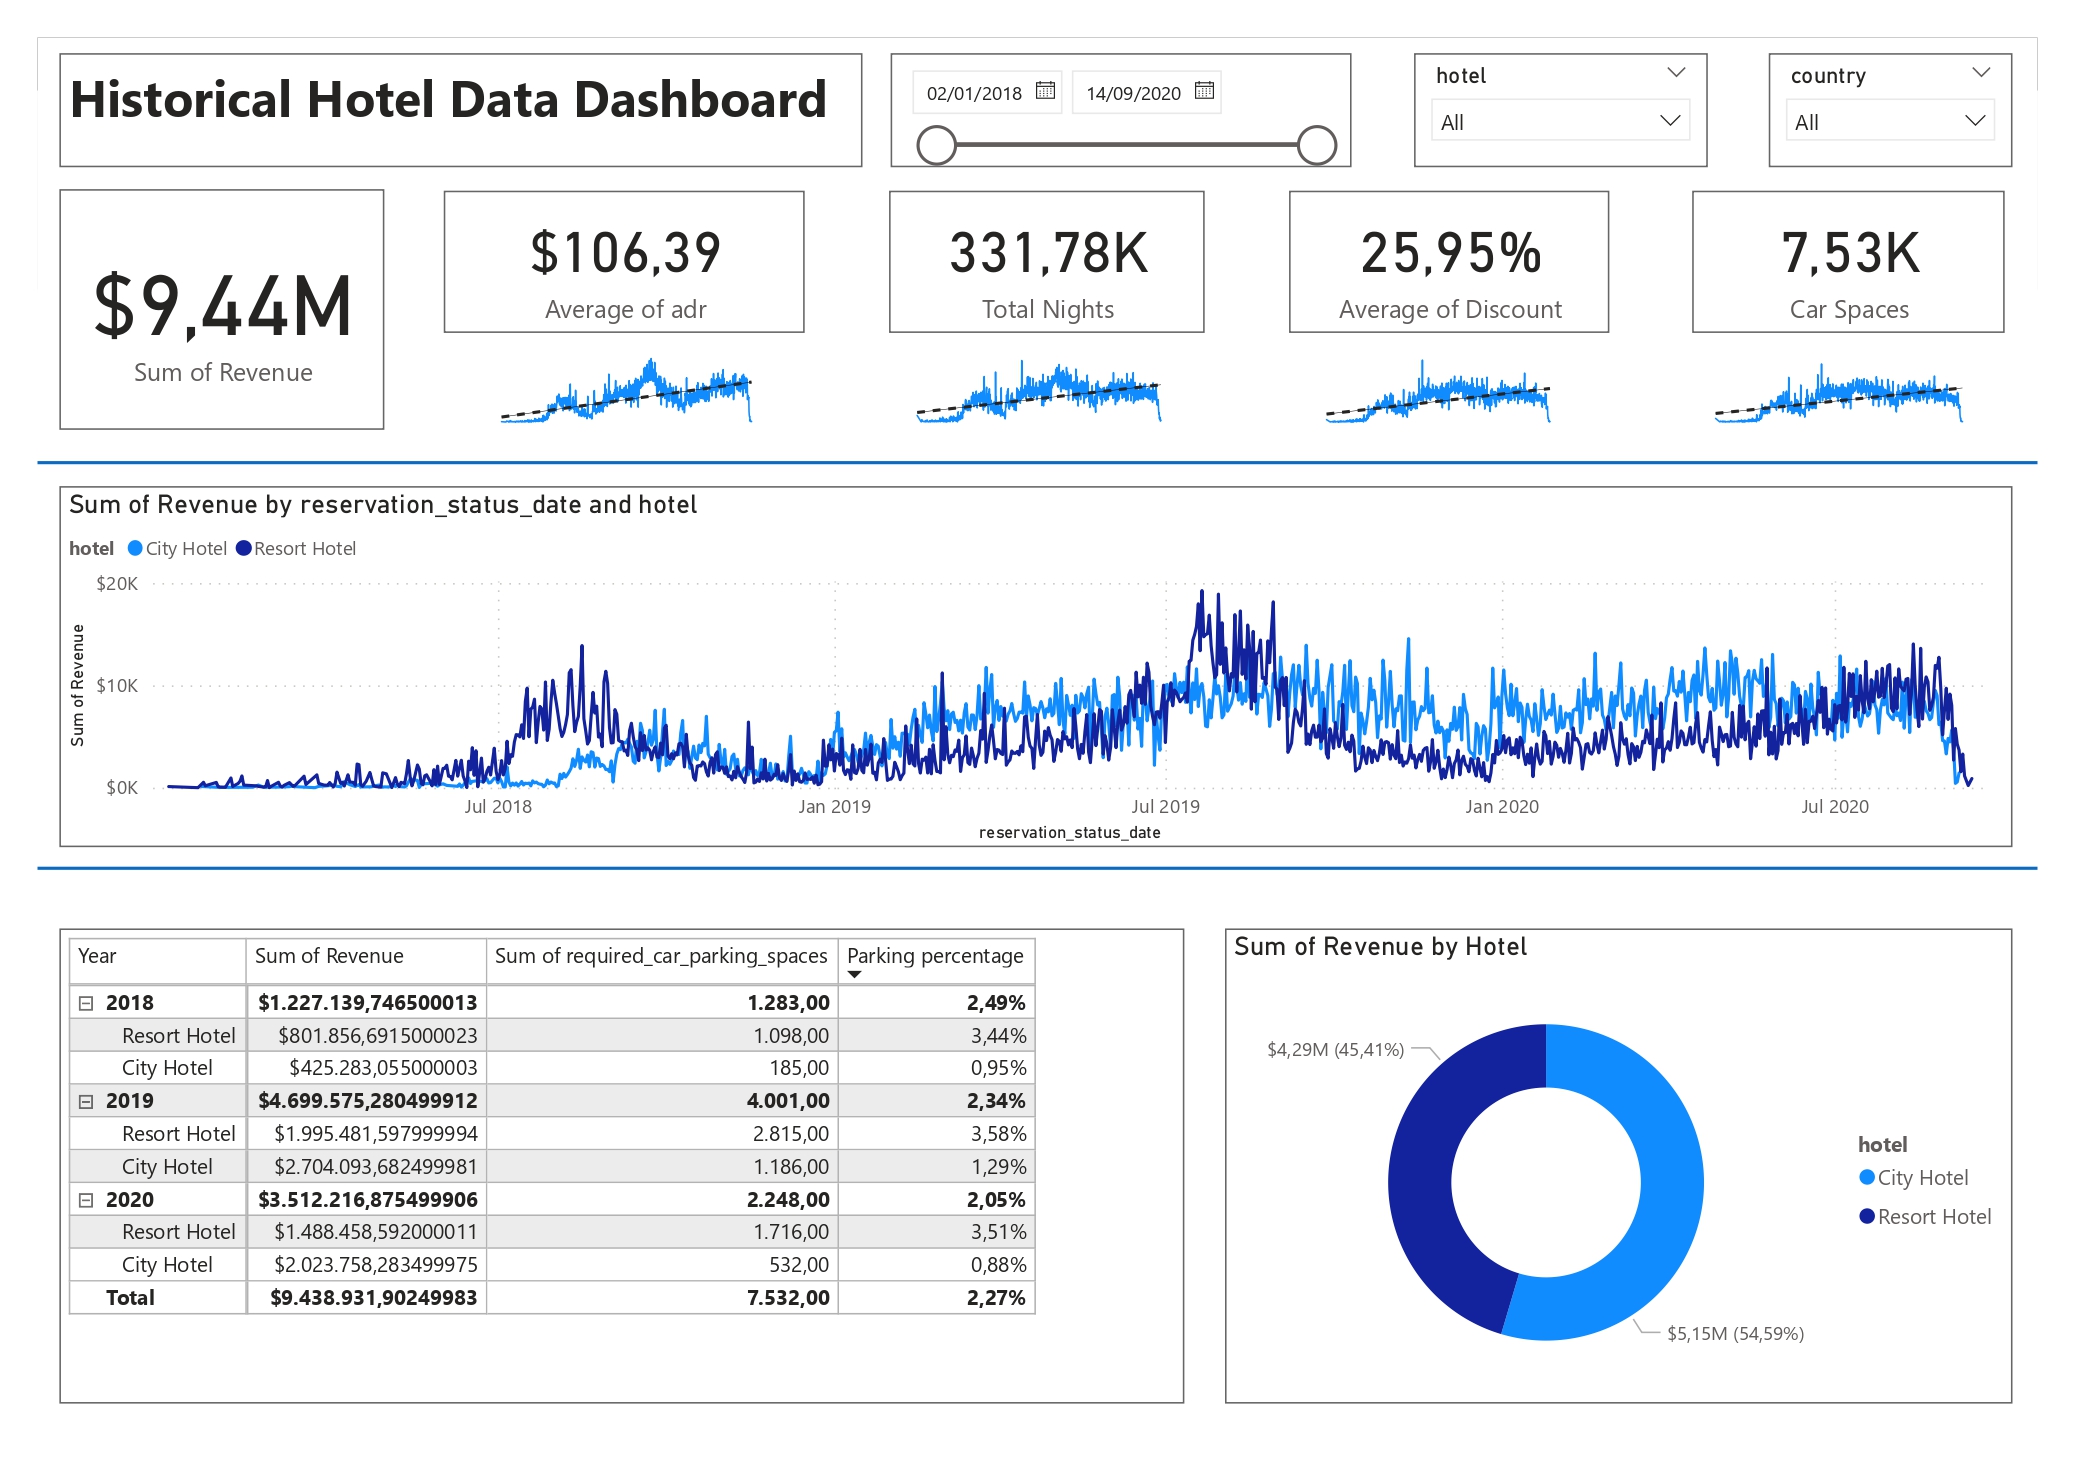 Historical Hotel Data Dashboard
02/01/2018 14/09/2020
hotel
All
country
All
$9,44M
Sum of Revenue
$106,39
Average of adr
331,78K
Total Nights
25,95%
Average of Discount
7,53K
Car Spaces
Sum of Revenue by reservation_status_date and hotel
hotel City Hotel Resort Hotel
Sum of Revenue
$20K
$10K
$0K
Jul 2018 Jan 2019 Jul 2019 Jan 2020 Jul 2020
reservation_status_date
Year Sum of Revenue Sum of required_car_parking_spaces Parking percentage
2018 $1.227.139,746500013 1.283,00 2,49%
Resort Hotel $801.856,6915000023 1.098,00 3,44%
City Hotel $425.283,055000003 185,00 0,95%
2019 $4.699.575,280499912 4.001,00 2,34%
Resort Hotel $1.995.481,597999994 2.815,00 3,58%
City Hotel $2.704.093,682499981 1.186,00 1,29%
2020 $3.512.216,875499906 2.248,00 2,05%
Resort Hotel $1.488.458,592000011 1.716,00 3,51%
City Hotel $2.023.758,283499975 532,00 0,88%
Total $9.438.931,90249983 7.532,00 2,27%
Sum of Revenue by Hotel
$4,29M (45,41%)
$5,15M (54,59%)
hotel
City Hotel
Resort Hotel